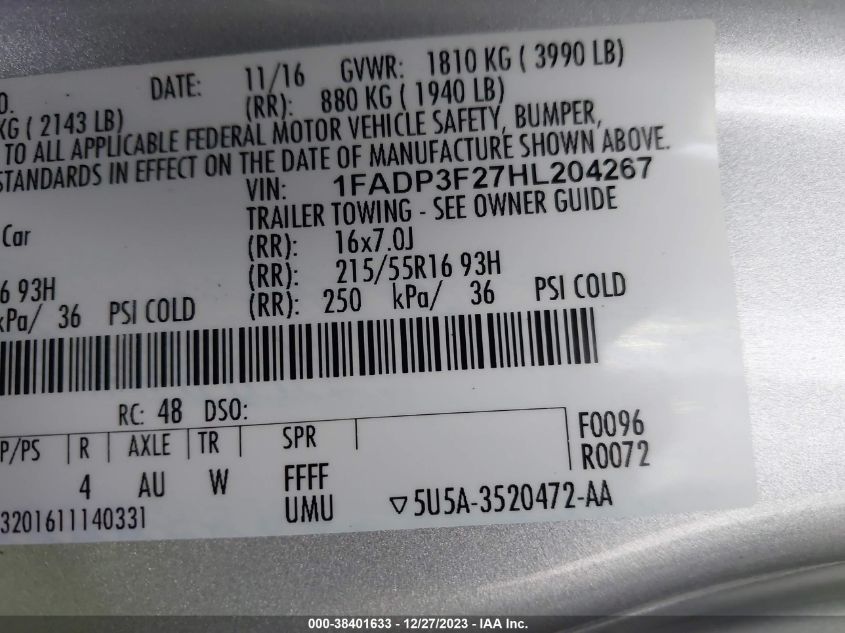 O. DATE: 11/16 GVWR: 1810 KG ( 3990 LB)
KG ( 2143 LB) (RR): 880 KG ( 1940 LB)
TO ALL APPLICABLE FEDERAL MOTOR VEHICLE SAFETY, BUMPER,
STANDARDS IN EFFECT ON THE DATE OF MANUFACTURE SHOWN ABOVE.
VIN: 1FADP3F27HL204267
TRAILER TOWING - SEE OWNER GUIDE
Car (RR): 16x7.0J
6 93H (RR): 215/55R16 93H
kPa/ 36 PSI COLD (RR): 250 kPa/ 36 PSI COLD
RC: 48 DSO:
P/PS R AXLE TR SPR F0096
R0072
4 AU W FFFF
UMU ▽5U5A-3520472-AA
3201611140331
000-38401633 - 12/27/2023 - IAA Inc.